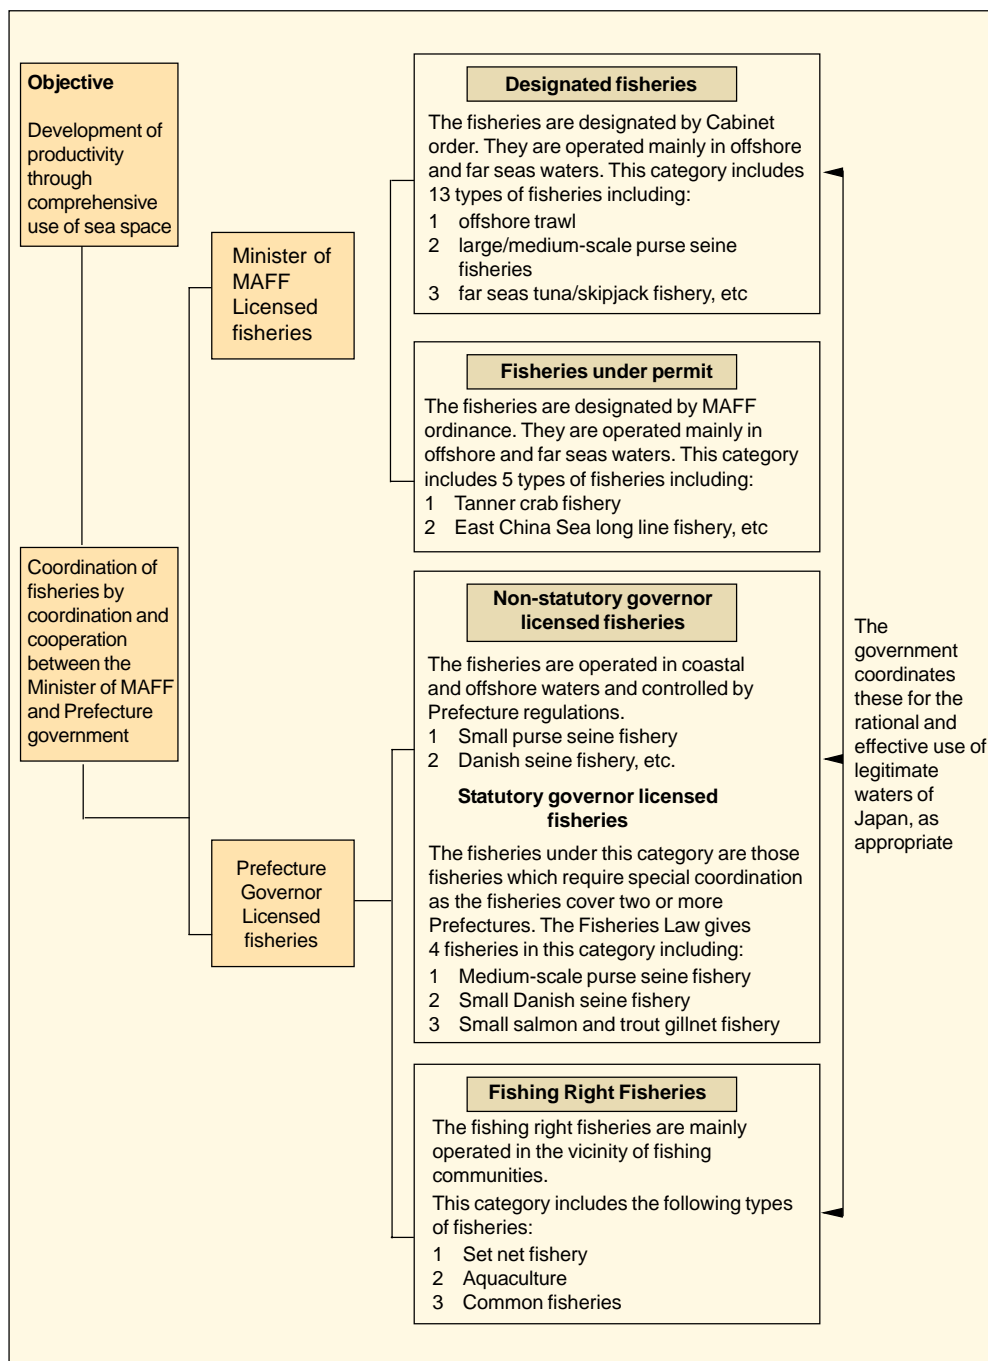 Objective
Development of
productivity
through
comprehensive
use of sea space
Coordination of
fisheries by
coordination and
cooperation
between the
Minister of MAFF
and Prefecture
government
Minister of
MAFF
Licensed
fisheries
Prefecture
Governor
Licensed
fisheries
Designated fisheries
The fisheries are designated by Cabinet
order. They are operated mainly in offshore
and far seas waters. This category includes
13 types of fisheries including:
1 offshore trawl
2 large/medium-scale purse seine
fisheries
3 far seas tuna/skipjack fishery, etc
Fisheries under permit
The fisheries are designated by MAFF
ordinance. They are operated mainly in
offshore and far seas waters. This category
includes 5 types of fisheries including:
1 Tanner crab fishery
2 East China Sea long line fishery, etc
Non-statutory governor
licensed fisheries
The fisheries are operated in coastal
and offshore waters and controlled by
Prefecture regulations.
1 Small purse seine fishery
2 Danish seine fishery, etc.
Statutory governor licensed
fisheries
The fisheries under this category are those
fisheries which require special coordination
as the fisheries cover two or more
Prefectures. The Fisheries Law gives
4 fisheries in this category including:
1 Medium-scale purse seine fishery
2 Small Danish seine fishery
3 Small salmon and trout gillnet fishery
Fishing Right Fisheries
The fishing right fisheries are mainly
operated in the vicinity of fishing
communities.
This category includes the following types
of fisheries:
1 Set net fishery
2 Aquaculture
3 Common fisheries
The
government
coordinates
these for the
rational and
effective use of
legitimate
waters of
Japan, as
appropriate